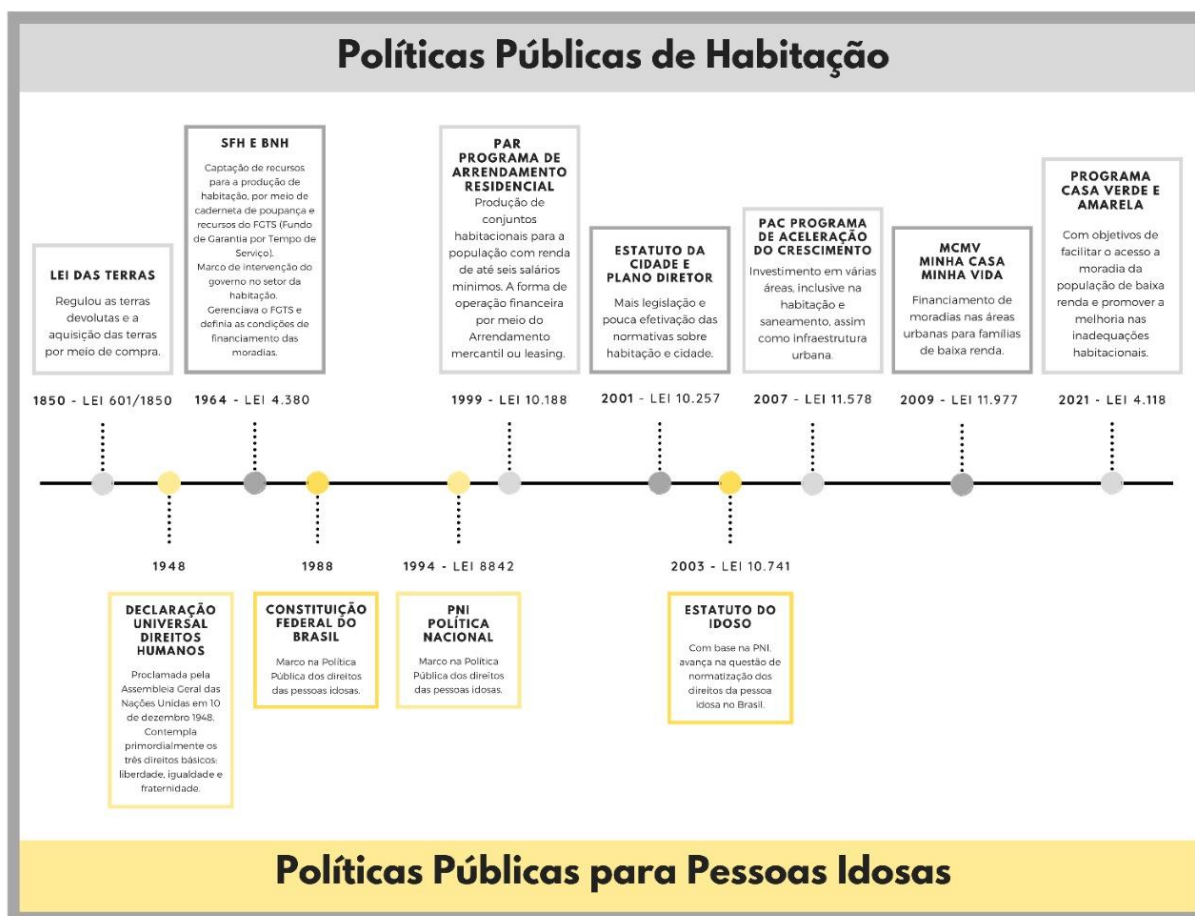 Políticas Públicas de Habitação
LEI DAS TERRAS
Regulou as terras
devolutas e a
aquisição das terras
por meio de compra.
1850 - LEI 601/1850
SFH E BNH
Captação de recursos
para a produção de
habitação, por meio de
caderneta de poupança e
recursos do FGTS (Fundo
de Garantia por Tempo de
Serviço).
Marco de intervenção do
governo no setor da
habitação.
Gerenciava o FGTS e
definia as condições de
financiamento das
moradias.
1964 - LEI 4.380
PAR
PROGRAMA DE
ARRENDAMENTO
RESIDENCIAL
Produção de
conjuntos
habitacionais para a
população com renda
de até seis salários
mínimos. A forma de
operação financeira
por meio do
Arrendamento
mercantil ou leasing.
1999 - LEI 10.188
ESTATUTO DA
CIDADE E
PLANO DIRETOR
Mais legislação e
pouca efetivação das
normativas sobre
habitação e cidade.
2001 - LEI 10.257
PAC PROGRAMA
DE ACELERAÇÃO
DO CRESCIMENTO
Investimento em várias
áreas, inclusive na
habitação e
saneamento, assim
como infraestrutura
urbana.
2007 - LEI 11.578
MCMV
MINHA CASA
MINHA VIDA
Financiamento de
moradias nas áreas
urbanas para famílias
de baixa renda.
2009 - LEI 11.977
PROGRAMA
CASA VERDE E
AMARELA
Com objetivos de
facilitar o acesso a
moradia da
população de baixa
renda e promover a
melhoria nas
inadequações
habitacionais.
2021 - LEI 4.118
1948
DECLARAÇÃO
UNIVERSAL
DIREITOS
HUMANOS
Proclamada pela
Assembleia Geral das
Nações Unidas em 10
de dezembro 1948.
Contempla
primordialmente os
três direitos básicos:
liberdade, igualdade e
fraternidade.
1988
CONSTITUIÇÃO
FEDERAL DO
BRASIL
Marco na Política
Pública dos direitos
das pessoas idosas.
1994 - LEI 8842
PNI
POLÍTICA
NACIONAL
Marco na Política
Pública dos direitos
das pessoas idosas.
2003 - LEI 10.741
ESTATUTO DO
IDOSO
Com base na PNI,
avança na questão de
normatização dos
direitos da pessoa
idosa no Brasil.
Políticas Públicas para Pessoas Idosas